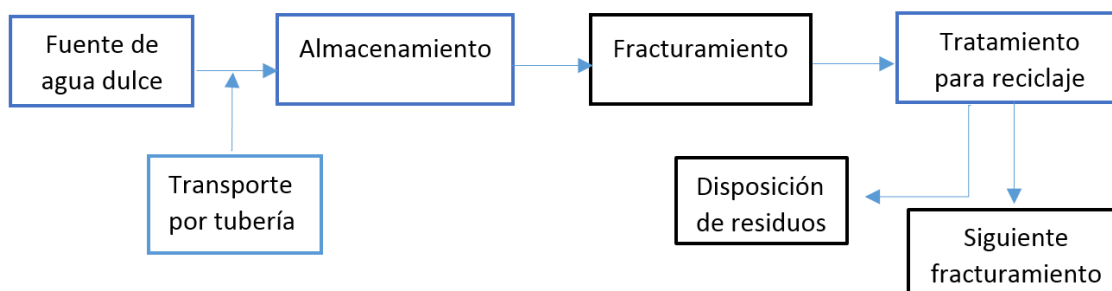 Fuente de
agua dulce
Almacenamiento
Fracturamiento
Tratamiento
para reciclaje
Transporte
por tubería
Disposición
de residuos
Siguiente
fracturamiento